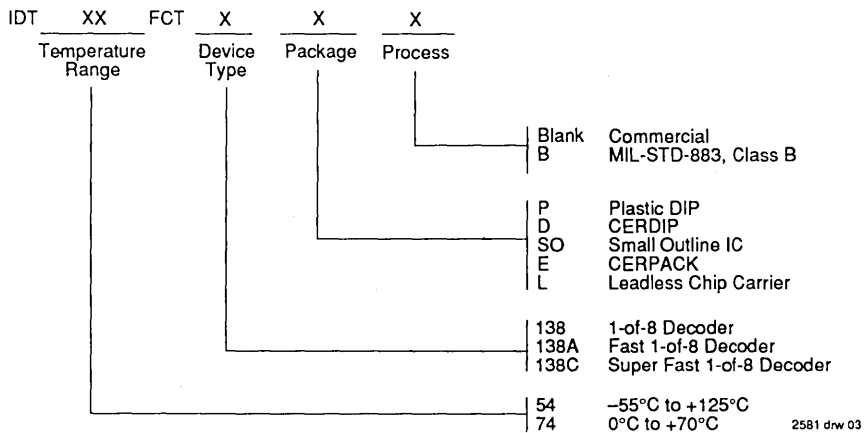 IDT XX FCT X X X
Temperature Range
Device Type
Package
Process
Blank Commercial
B MIL-STD-883, Class B
P Plastic DIP
D CERDIP
SO Small Outline IC
E CERPACK
L Leadless Chip Carrier
138 1-of-8 Decoder
138A Fast 1-of-8 Decoder
138C Super Fast 1-of-8 Decoder
54 –55°C to +125°C
74 0°C to +70°C
2581 drw 03